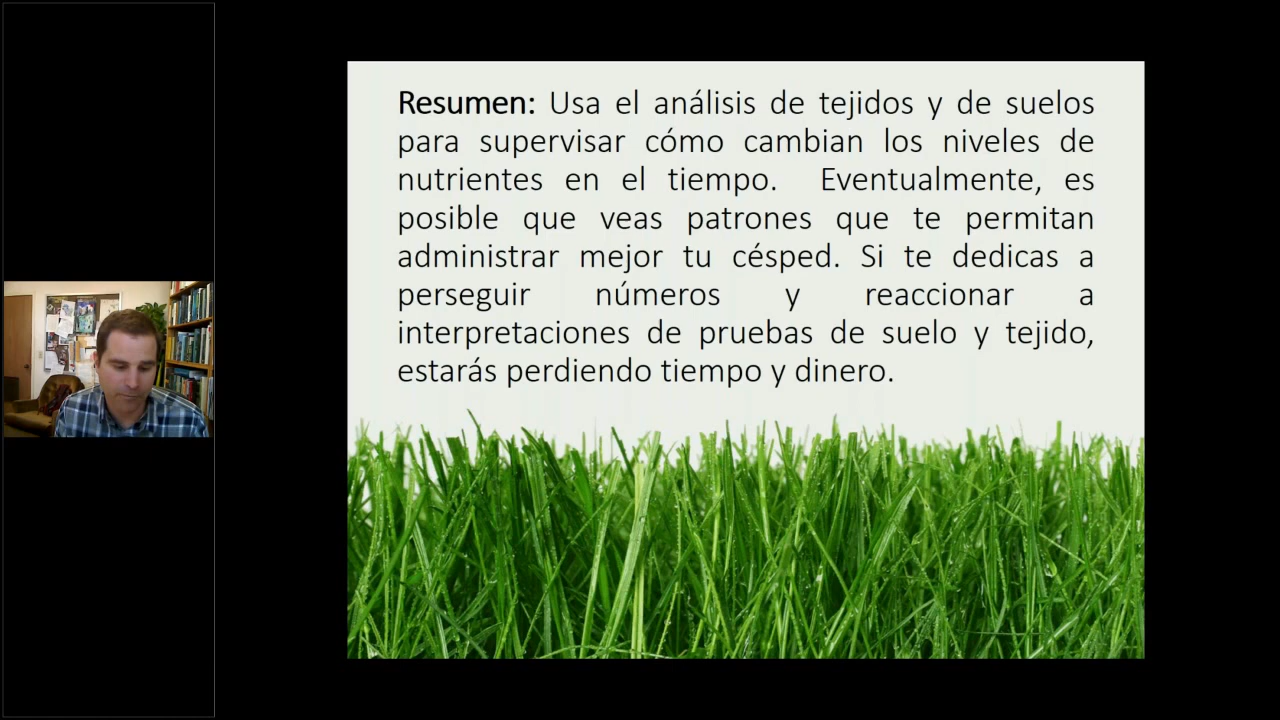 Resumen: Usa el análisis de tejidos y de suelos
para supervisar cómo cambian los niveles de
nutrientes en el tiempo. Eventualmente, es
posible que veas patrones que te permitan
administrar mejor tu césped. Si te dedicas a
perseguir números y reaccionar a
interpretaciones de pruebas de suelo y tejido,
estarás perdiendo tiempo y dinero.